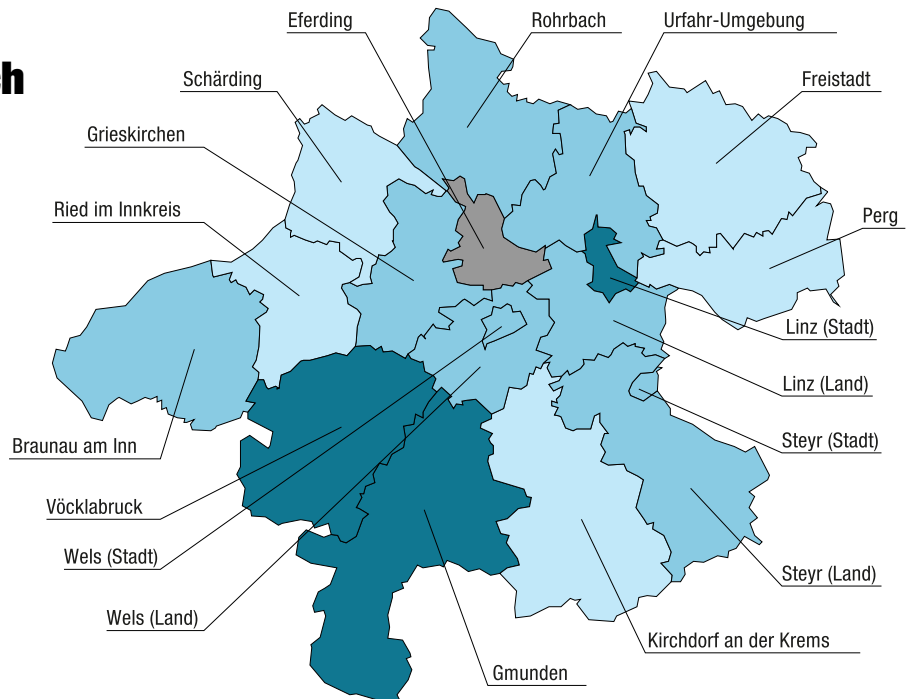 Eferding
Rohrbach
Urfahr-Umgebung
ch
Schärding
Freistadt
Grieskirchen
Ried im Innkreis
Perg
Linz (Stadt)
Linz (Land)
Braunau am Inn
Steyr (Stadt)
Vöcklabruck
Wels (Stadt)
Steyr (Land)
Wels (Land)
Kirchdorf an der Krems
Gmunden